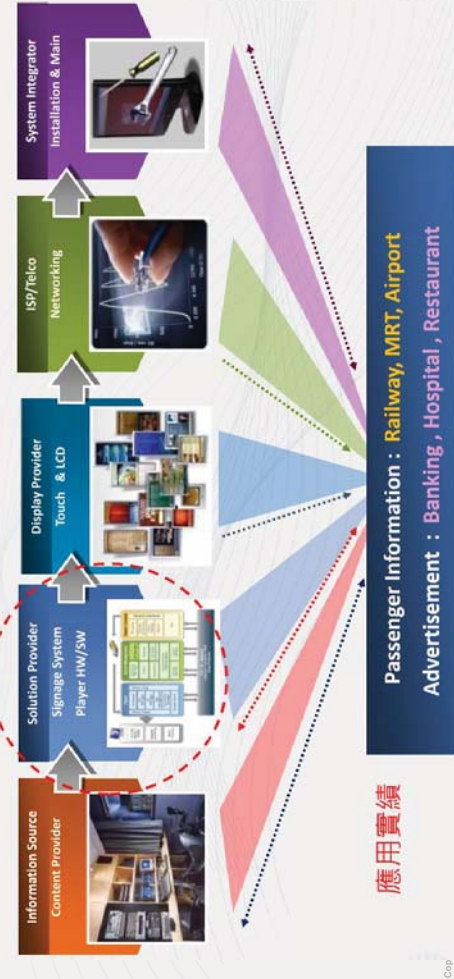 Information Source
Content Provider
Solution Provider
Signage System
Player HW/SW
Display Provider
Touch & LCD
ISP/Telco
Networking
System Integrator
Installation & Main
應用實績
Passenger Information : Railway, MRT, Airport
Advertisement : Banking , Hospital , Restaurant
Cop